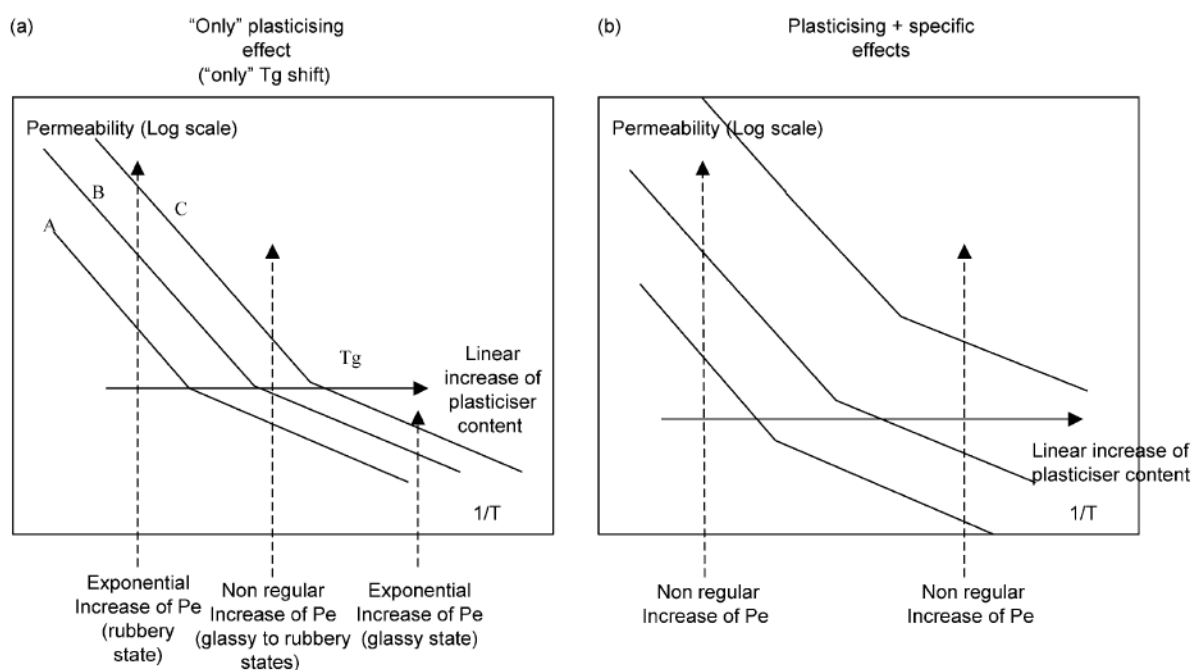 (a)
“Only” plasticising
effect
(“only” Tg shift)
Permeability (Log scale)
B
C
A
Tg
Linear
increase of
plasticiser
content
1/T
Exponential
Increase of Pe
(rubbery
state)
Non regular
Increase of Pe
(glassy to rubbery
states)
Exponential
Increase of Pe
(glassy state)
(b)
Plasticising + specific
effects
Permeability (Log scale)
Linear increase of
plasticiser content
1/T
Non regular
Increase of Pe
Non regular
Increase of Pe